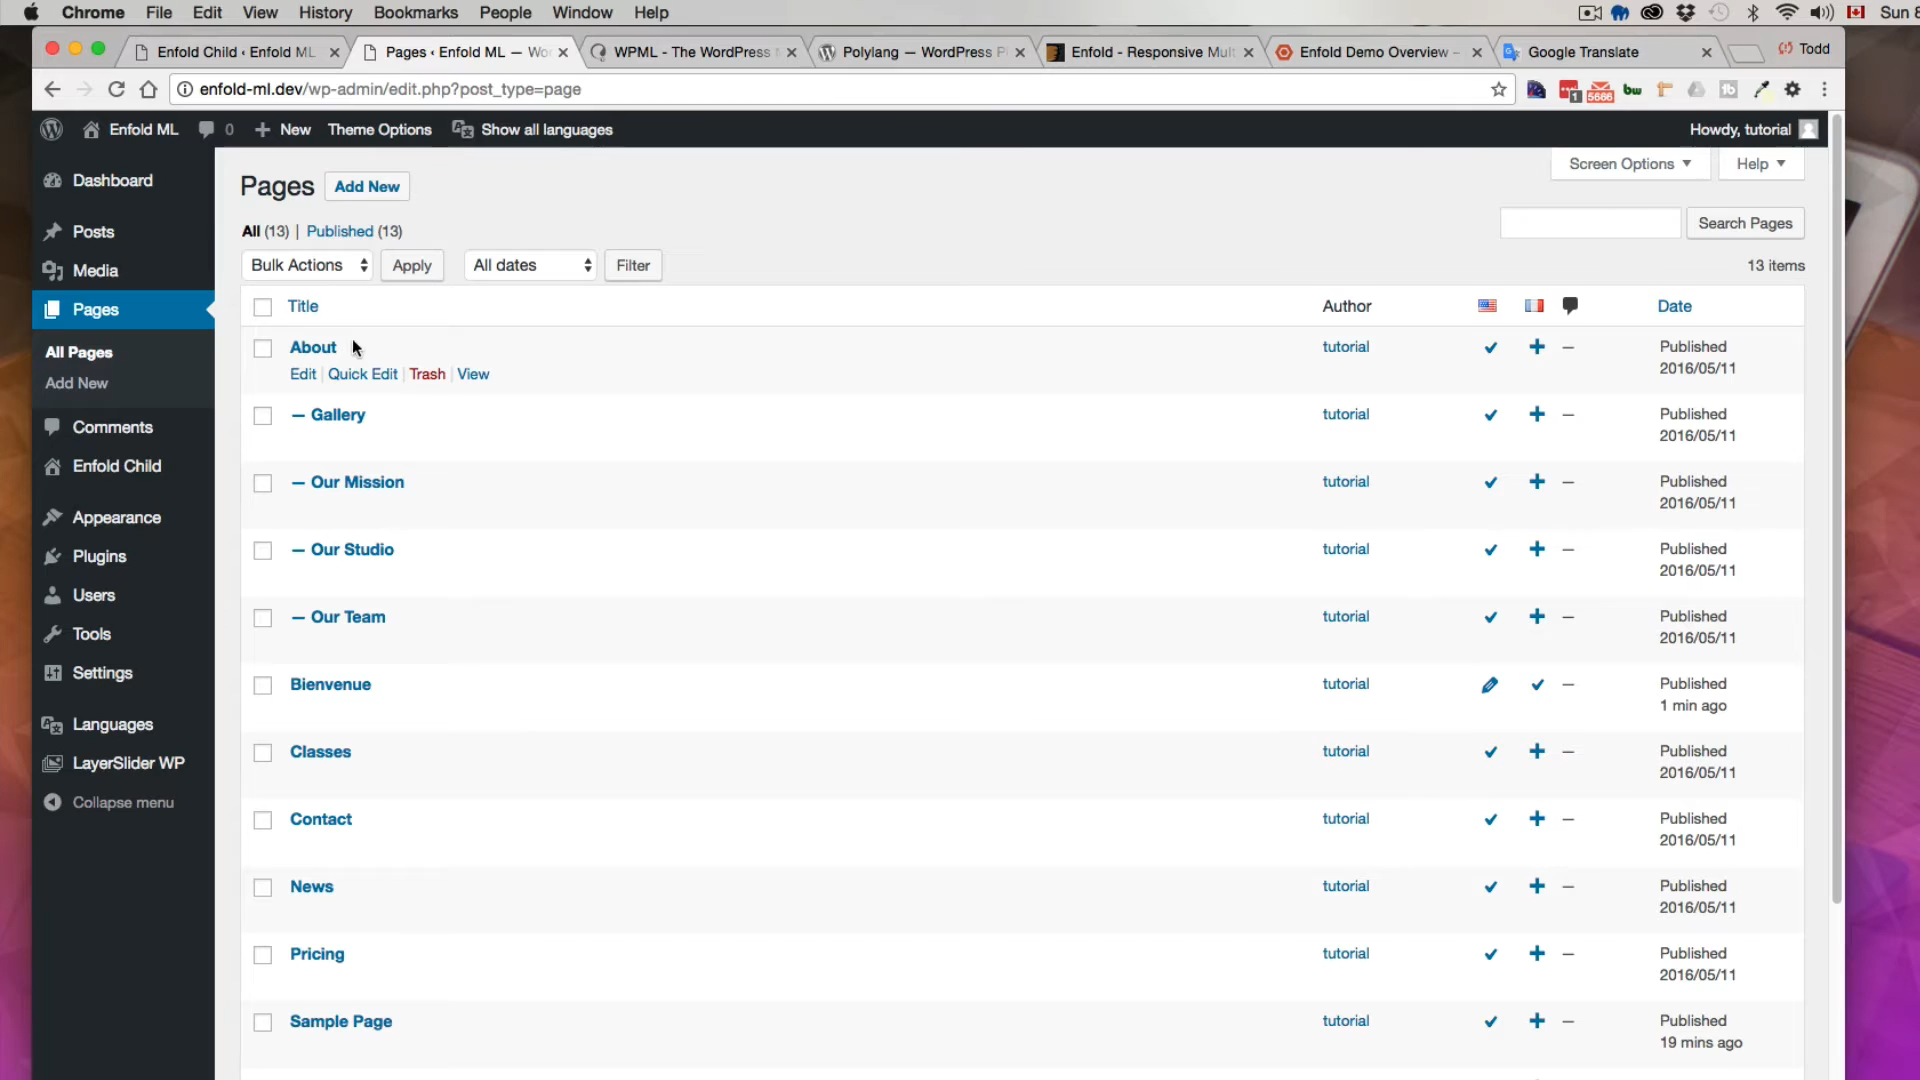 Chrome File Edit View History Bookmarks People Window Help Sun 8
Enfold Child ‹ Enfold ML Pages ‹ Enfold ML — Wor WPML - The WordPress Polylang — WordPress P Enfold - Responsive Mult Enfold Demo Overview – Google Translate Todd
enfold-ml.dev/wp-admin/edit.php?post_type=page 1 5686 bw
Enfold ML 0 New Theme Options Show all languages Howdy, tutorial
Screen Options Help
Dashboard
Posts
Media
Pages
All Pages
Add New
Comments
Enfold Child
Appearance
Plugins
Users
Tools
Settings
Languages
LayerSlider WP
Collapse menu
Pages Add New
All (13) | Published (13)
Search Pages
Bulk Actions Apply All dates Filter 13 items
Title Author Date
About tutorial — Published
2016/05/11
Edit | Quick Edit | Trash | View
— Gallery tutorial — Published
2016/05/11
— Our Mission tutorial — Published
2016/05/11
— Our Studio tutorial — Published
2016/05/11
— Our Team tutorial — Published
2016/05/11
Bienvenue tutorial — Published
1 min ago
Classes tutorial — Published
2016/05/11
Contact tutorial — Published
2016/05/11
News tutorial — Published
2016/05/11
Pricing tutorial — Published
2016/05/11
Sample Page tutorial — Published
19 mins ago